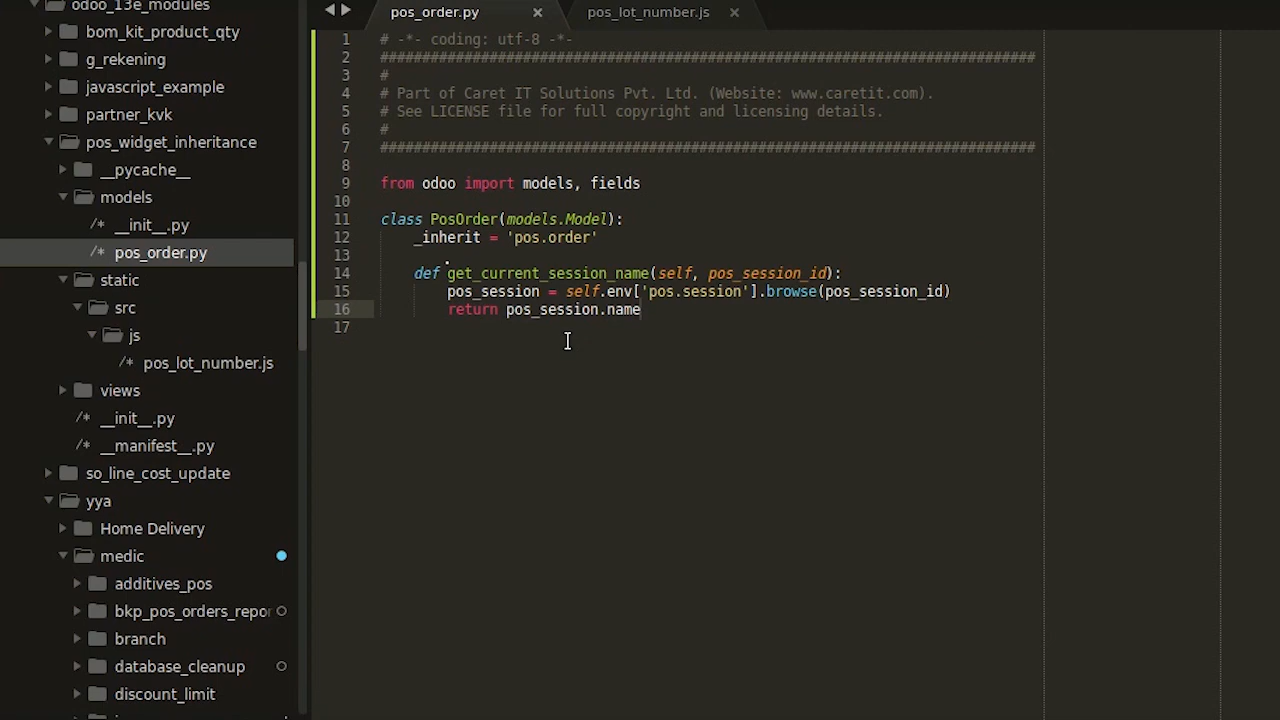 odoo_13e_modules
bom_kit_product_qty
g_rekening
javascript_example
partner_kvk
pos_widget_inheritance
__pycache__
models
/* __init__.py
/* pos_order.py
static
src
js
/* pos_lot_number.js
views
/* __init__.py
/* __manifest__.py
so_line_cost_update
yya
Home Delivery
medic
additives_pos
bkp_pos_orders_repor
branch
database_cleanup
discount_limit
pos_order.py ×
pos_lot_number.js ×
1 # -*- coding: utf-8 -*-
2 ##############################################################################
3 #
4 # Part of Caret IT Solutions Pvt. Ltd. (Website: www.caretit.com).
5 # See LICENSE file for full copyright and licensing details.
6 #
7 ##############################################################################
8
9 from odoo import models, fields
10
11 class PosOrder(models.Model):
12 _inherit = 'pos.order'
13
14 def get_current_session_name(self, pos_session_id):
15 pos_session = self.env['pos.session'].browse(pos_session_id)
16 return pos_session.name
17